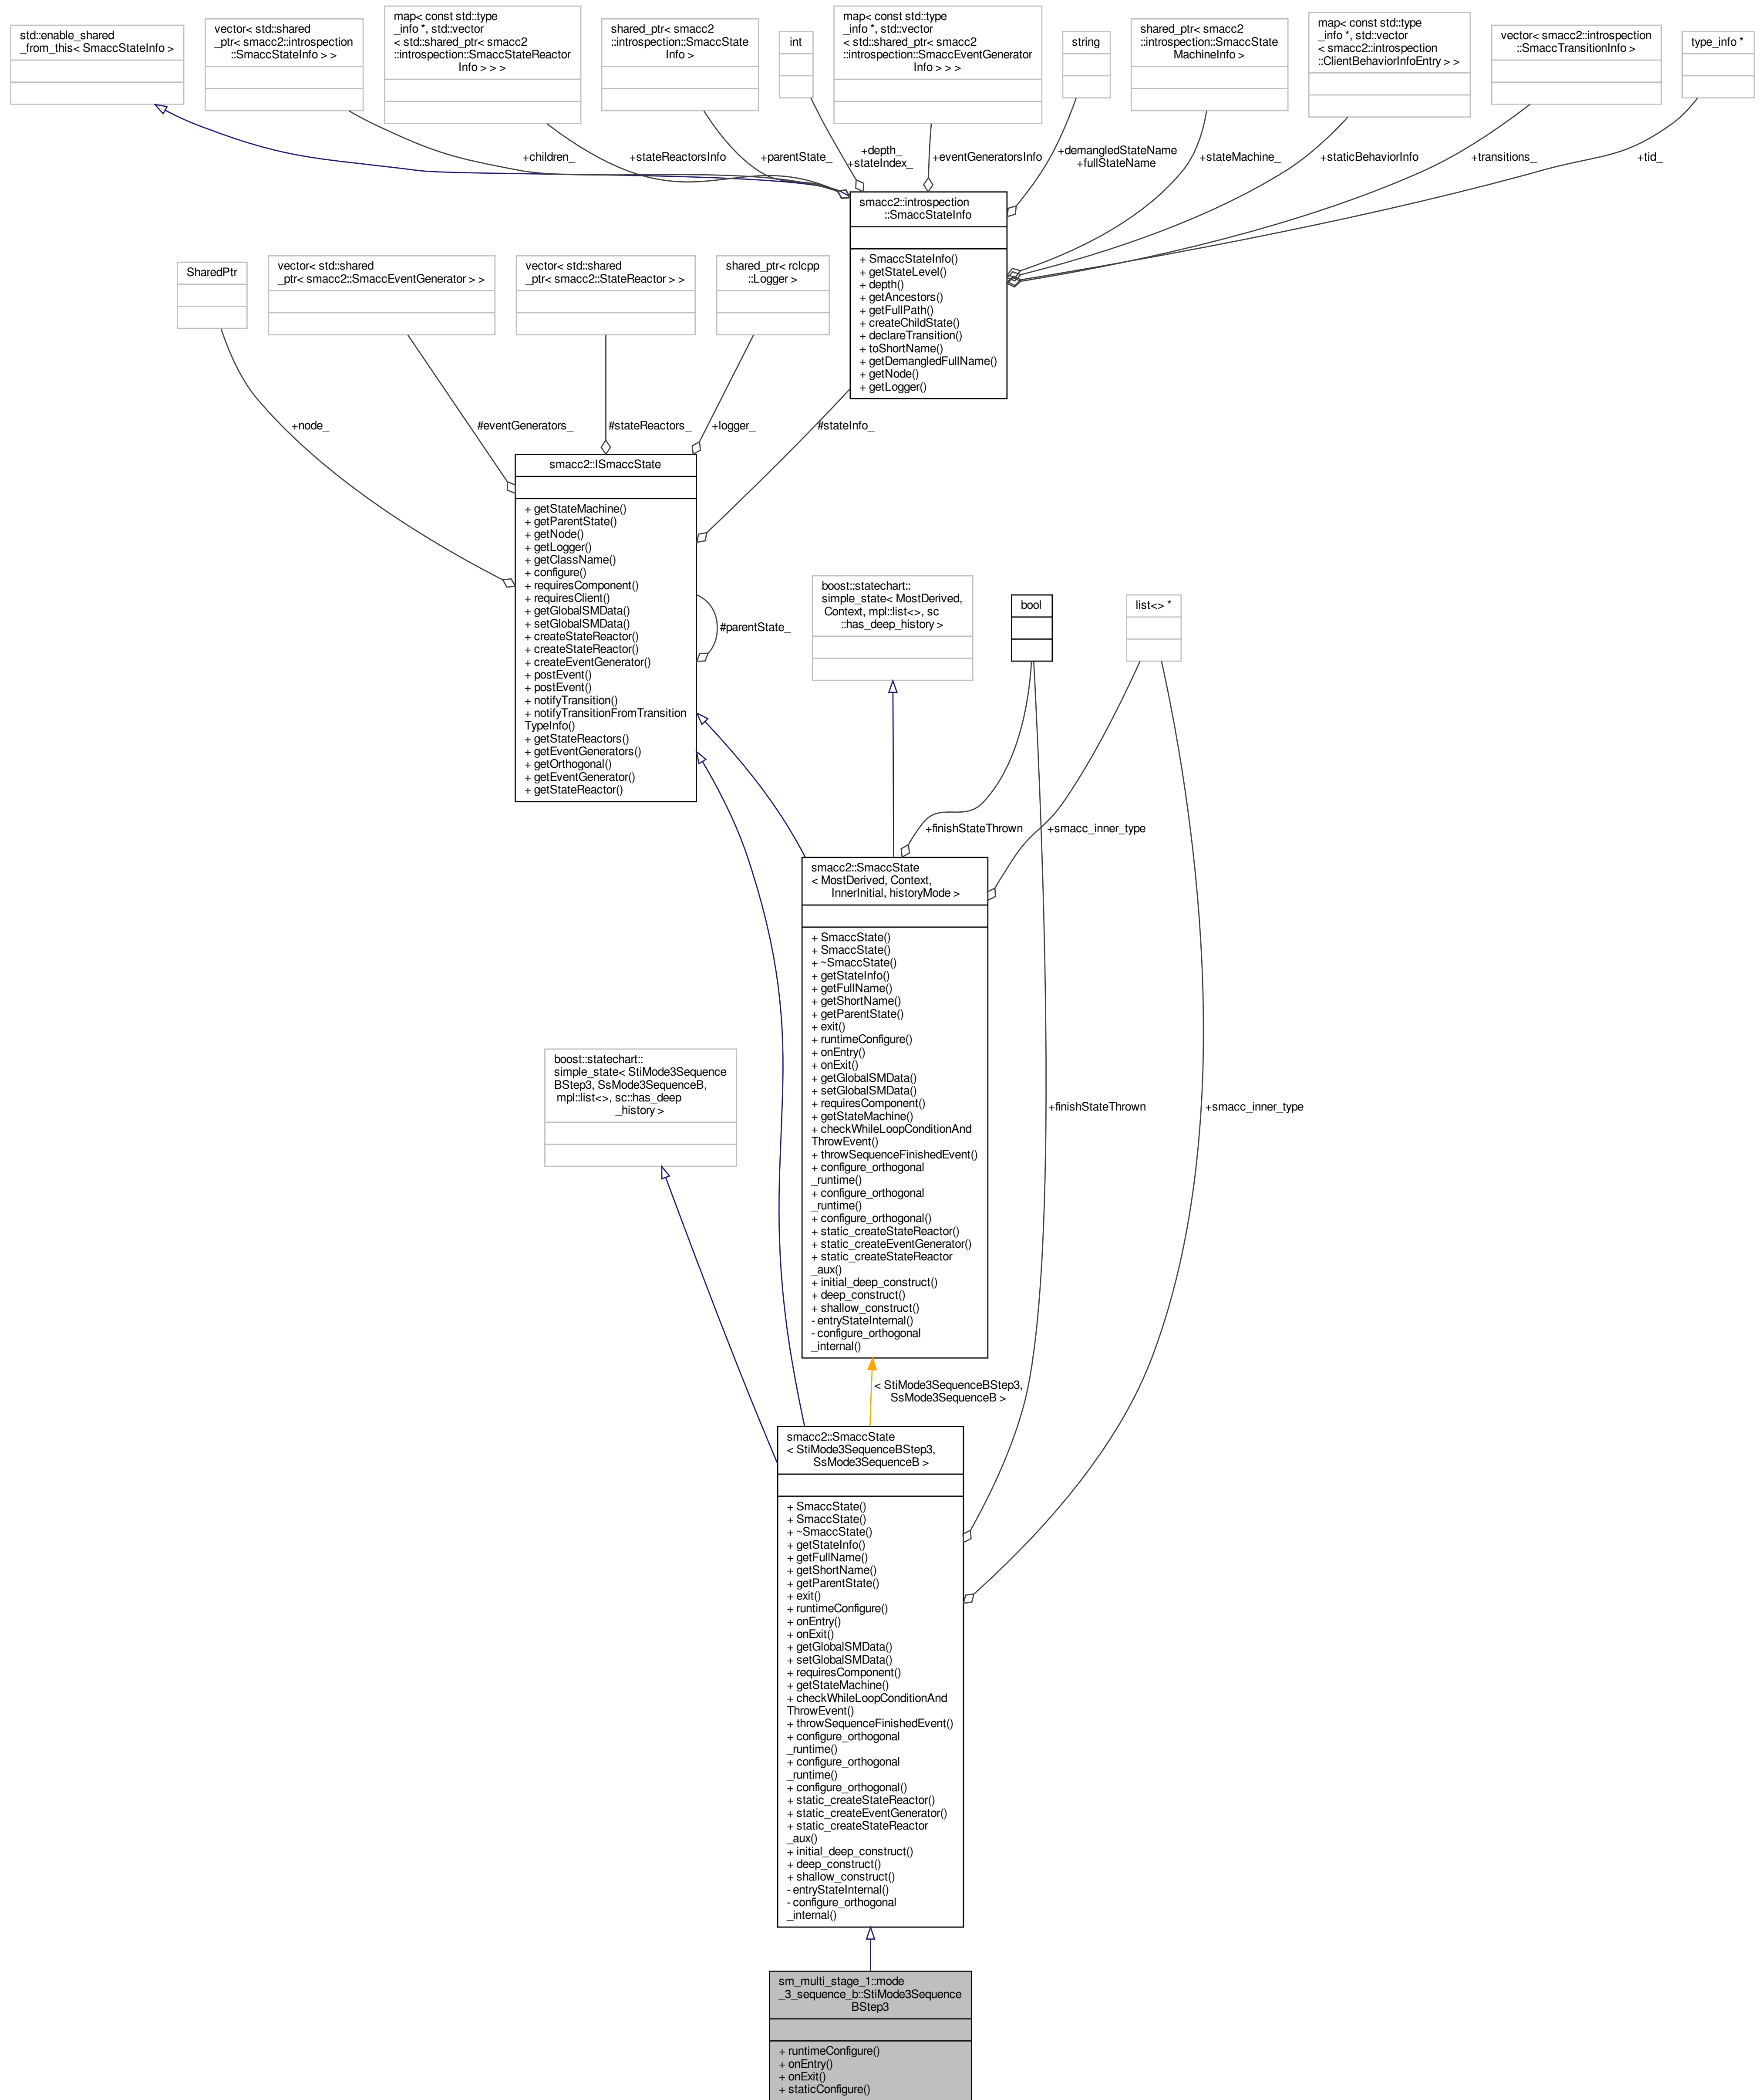 std::enable_shared
_from_this< SmaccStateInfo >
vector< std::shared
_ptr< smacc2::introspection
::SmaccStateInfo > >
map< const std::type
_info *, std::vector
< std::shared_ptr< smacc2
::introspection::SmaccStateReactor
Info > > >
shared_ptr< smacc2
::introspection::SmaccState
Info >
int
map< const std::type
_info *, std::vector
< std::shared_ptr< smacc2
::introspection::SmaccEventGenerator
Info > > >
string
shared_ptr< smacc2
::introspection::SmaccState
MachineInfo >
map< const std::type
_info *, std::vector
< smacc2::introspection
::ClientBehaviorInfoEntry > >
vector< smacc2::introspection
::SmaccTransitionInfo >
type_info *
+children_
+stateReactorsInfo
+parentState_
+depth_
+stateIndex_
+eventGeneratorsInfo
+demangledStateName
+fullStateName
+stateMachine_
+staticBehaviorInfo
+transitions_
+tid_
smacc2::introspection
::SmaccStateInfo
+ SmaccStateInfo()
+ getStateLevel()
+ depth()
+ getAncestors()
+ getFullPath()
+ createChildState()
+ declareTransition()
+ toShortName()
+ getDemangledFullName()
+ getNode()
+ getLogger()
SharedPtr
vector< std::shared
_ptr< smacc2::SmaccEventGenerator > >
vector< std::shared
_ptr< smacc2::StateReactor > >
shared_ptr< rclcpp
::Logger >
+node_
#eventGenerators_
#stateReactors_
+logger_
#stateInfo_
smacc2::ISmaccState
+ getStateMachine()
+ getParentState()
+ getNode()
+ getLogger()
+ getClassName()
+ configure()
+ requiresComponent()
+ requiresClient()
+ getGlobalSMData()
+ setGlobalSMData()
+ createStateReactor()
+ createStateReactor()
+ createEventGenerator()
+ postEvent()
+ postEvent()
+ notifyTransition()
+ notifyTransitionFromTransition
TypeInfo()
+ getStateReactors()
+ getEventGenerators()
+ getOrthogonal()
+ getEventGenerator()
+ getStateReactor()
#parentState_
boost::statechart::
simple_state< MostDerived,
Context, mpl::list<>, sc
::has_deep_history >
bool
list<> *
+finishStateThrown
+smacc_inner_type
smacc2::SmaccState
< MostDerived, Context,
InnerInitial, historyMode >
+ SmaccState()
+ SmaccState()
+ ~SmaccState()
+ getStateInfo()
+ getFullName()
+ getShortName()
+ getParentState()
+ exit()
+ runtimeConfigure()
+ onEntry()
+ onExit()
+ getGlobalSMData()
+ setGlobalSMData()
+ requiresComponent()
+ getStateMachine()
+ checkWhileLoopConditionAnd
ThrowEvent()
+ throwSequenceFinishedEvent()
+ configure_orthogonal
_runtime()
+ configure_orthogonal
_runtime()
+ configure_orthogonal()
+ static_createStateReactor()
+ static_createEventGenerator()
+ static_createStateReactor
_aux()
+ initial_deep_construct()
+ deep_construct()
+ shallow_construct()
- entryStateInternal()
- configure_orthogonal
_internal()
boost::statechart::
simple_state< StiMode3Sequence
BStep3, SsMode3SequenceB,
mpl::list<>, sc::has_deep
_history >
+finishStateThrown
+smacc_inner_type
< StiMode3SequenceBStep3,
SsMode3SequenceB >
smacc2::SmaccState
< StiMode3SequenceBStep3,
SsMode3SequenceB >
+ SmaccState()
+ SmaccState()
+ ~SmaccState()
+ getStateInfo()
+ getFullName()
+ getShortName()
+ getParentState()
+ exit()
+ runtimeConfigure()
+ onEntry()
+ onExit()
+ getGlobalSMData()
+ setGlobalSMData()
+ requiresComponent()
+ getStateMachine()
+ checkWhileLoopConditionAnd
ThrowEvent()
+ throwSequenceFinishedEvent()
+ configure_orthogonal
_runtime()
+ configure_orthogonal
_runtime()
+ configure_orthogonal()
+ static_createStateReactor()
+ static_createEventGenerator()
+ static_createStateReactor
_aux()
+ initial_deep_construct()
+ deep_construct()
+ shallow_construct()
- entryStateInternal()
- configure_orthogonal
_internal()
sm_multi_stage_1::mode
_3_sequence_b::StiMode3Sequence
BStep3
+ runtimeConfigure()
+ onEntry()
+ onExit()
+ staticConfigure()